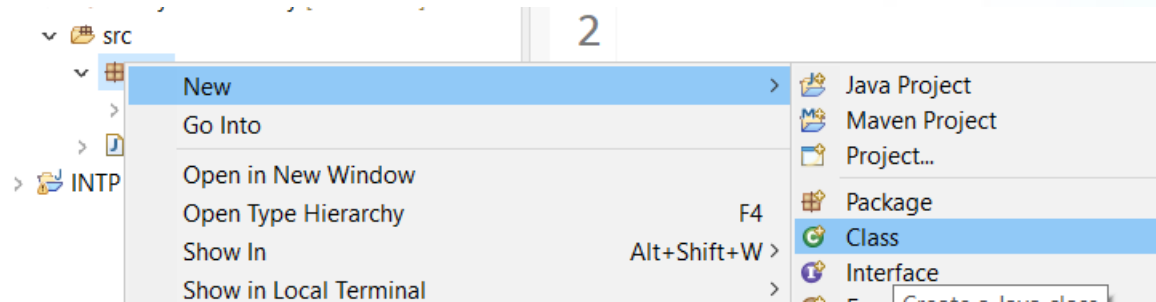 src
2
New
Go Into
Open in New Window
Open Type Hierarchy F4
Show In Alt+Shift+W
Show in Local Terminal
INTP
Java Project
Maven Project
Project...
Package
Class
Interface
Create a Java class